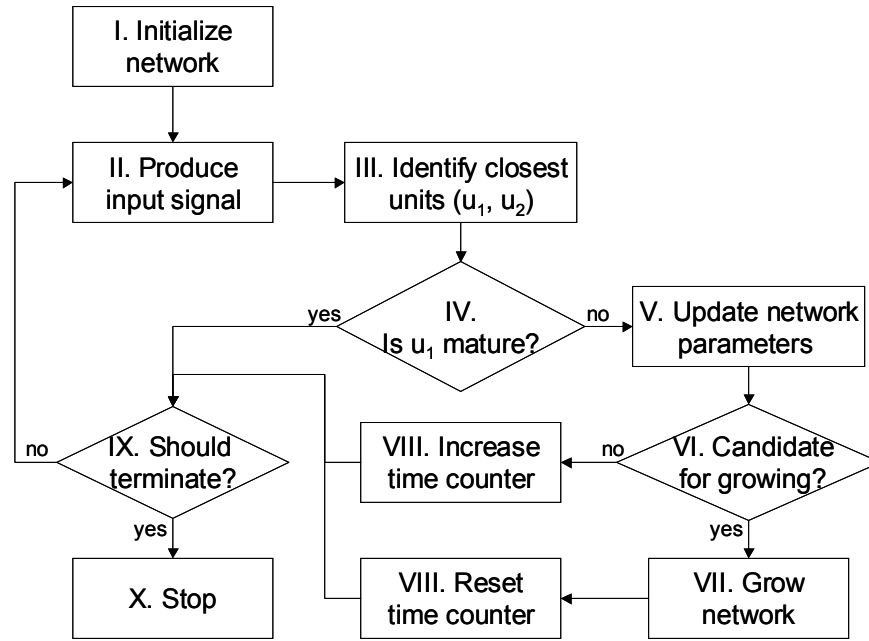 I. Initialize
network
II. Produce
input signal
III. Identify closest
units (u₁, u₂)
IV.
Is u₁ mature?
yes
no
V. Update network
parameters
VI. Candidate
for growing?
no
yes
VIII. Increase
time counter
IX. Should
terminate?
no
yes
VII. Grow
network
VIII. Reset
time counter
X. Stop